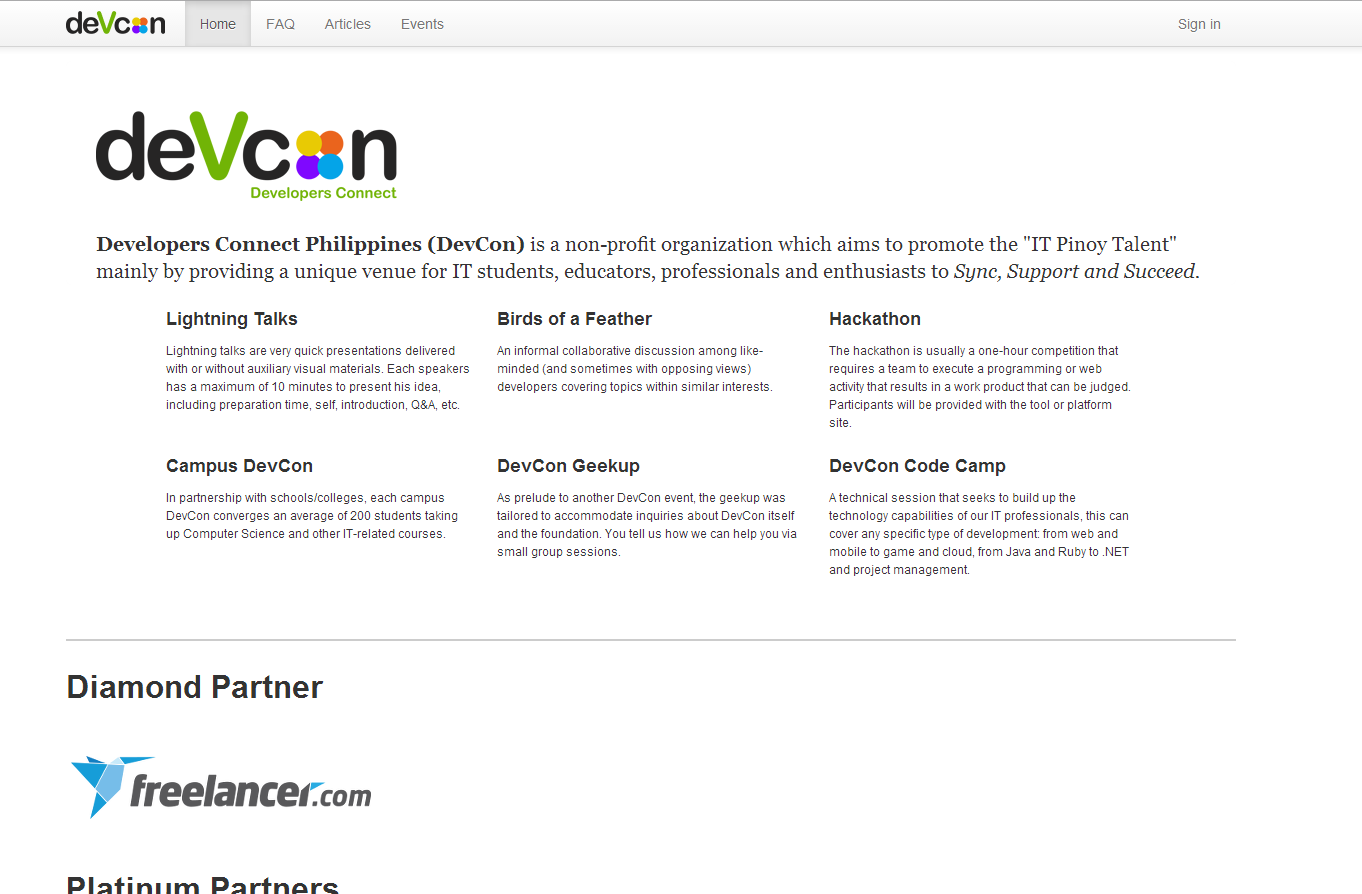 deVcon Home FAQ Articles Events Sign in
deVcon
Developers Connect
Developers Connect Philippines (DevCon) is a non-profit organization which aims to promote the "IT Pinoy Talent"
mainly by providing a unique venue for IT students, educators, professionals and enthusiasts to Sync, Support and Succeed.
Lightning Talks
Lightning talks are very quick presentations delivered
with or without auxiliary visual materials. Each speakers
has a maximum of 10 minutes to present his idea,
including preparation time, self, introduction, Q&A, etc.
Birds of a Feather
An informal collaborative discussion among like-
minded (and sometimes with opposing views)
developers covering topics within similar interests.
Hackathon
The hackathon is usually a one-hour competition that
requires a team to execute a programming or web
activity that results in a work product that can be judged.
Participants will be provided with the tool or platform
site.
Campus DevCon
In partnership with schools/colleges, each campus
DevCon converges an average of 200 students taking
up Computer Science and other IT-related courses.
DevCon Geekup
As prelude to another DevCon event, the geekup was
tailored to accommodate inquiries about DevCon itself
and the foundation. You tell us how we can help you via
small group sessions.
DevCon Code Camp
A technical session that seeks to build up the
technology capabilities of our IT professionals, this can
cover any specific type of development: from web and
mobile to game and cloud, from Java and Ruby to .NET
and project management.
Diamond Partner
freelancer.com
Platinum Partners